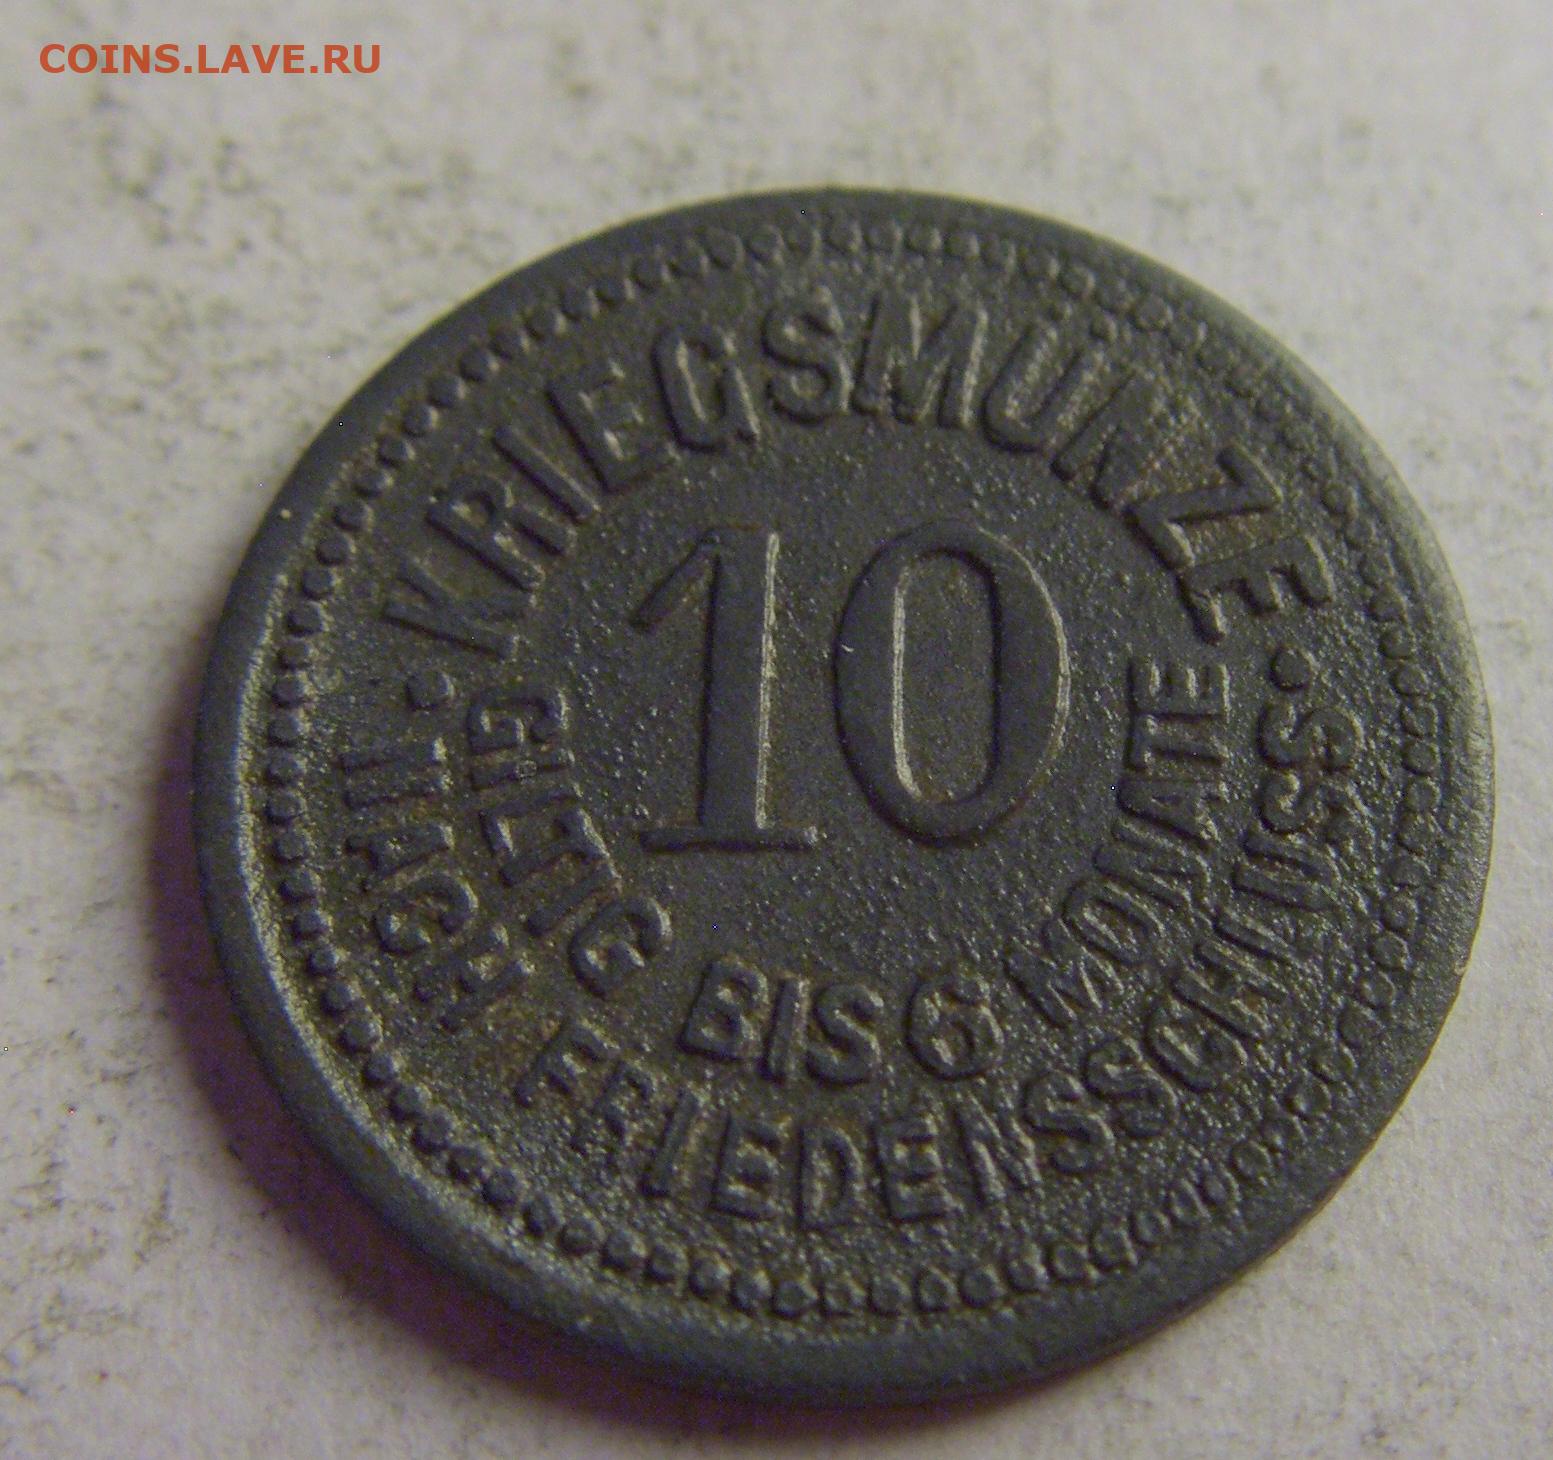 COINS.LAVE.RU
KRIEGSMÜNZE
10
GILTIG BIS 6 MONATE
NACH FRIEDENSSCHLUSS